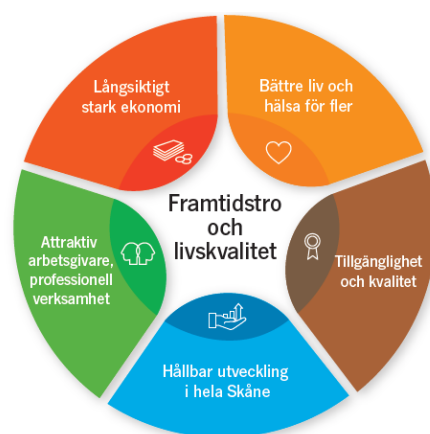 Långsiktigt
stark ekonomi
Bättre liv och
hälsa för fler
Framtidstro
och
livskvalitet
Attraktiv
arbetsgivare,
professionell
verksamhet
Tillgänglighet
och kvalitet
Hållbar utveckling
i hela Skåne